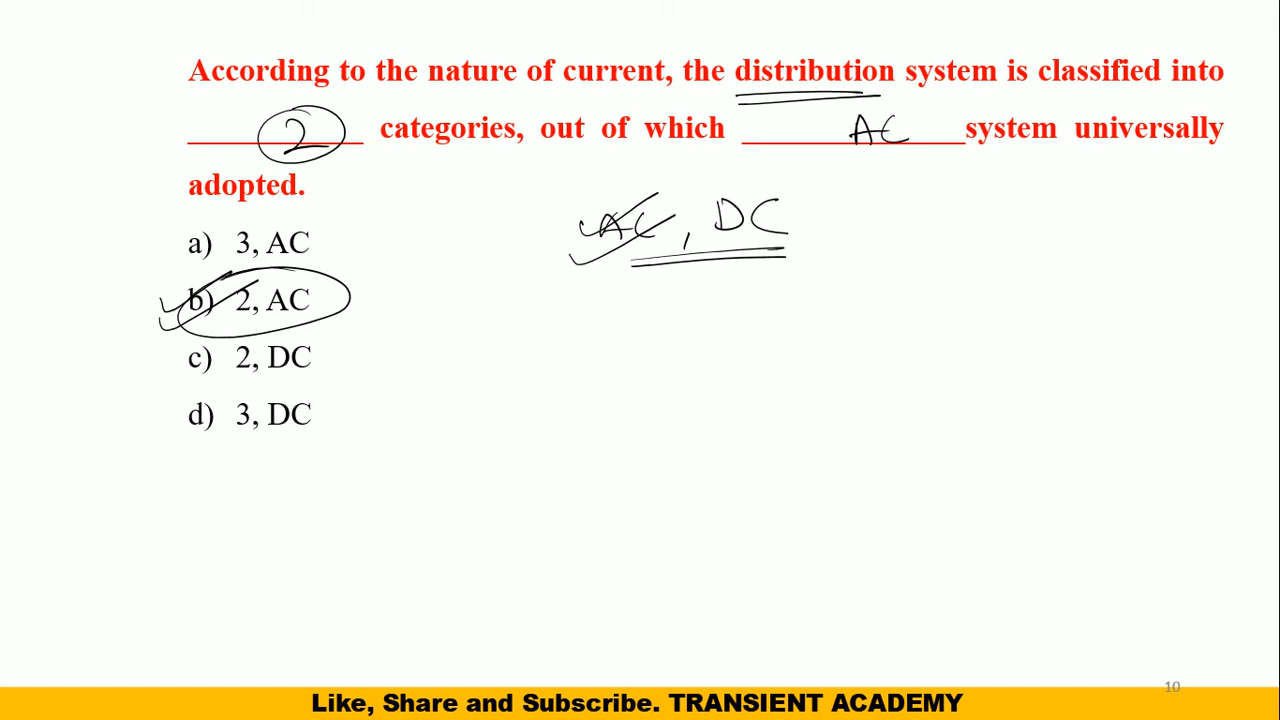 According to the nature of current, the distribution system is classified into
2 categories, out of which AC system universally
adopted.
AC, DC
a) 3, AC
b) 2, AC
c) 2, DC
d) 3, DC
10
Like, Share and Subscribe. TRANSIENT ACADEMY